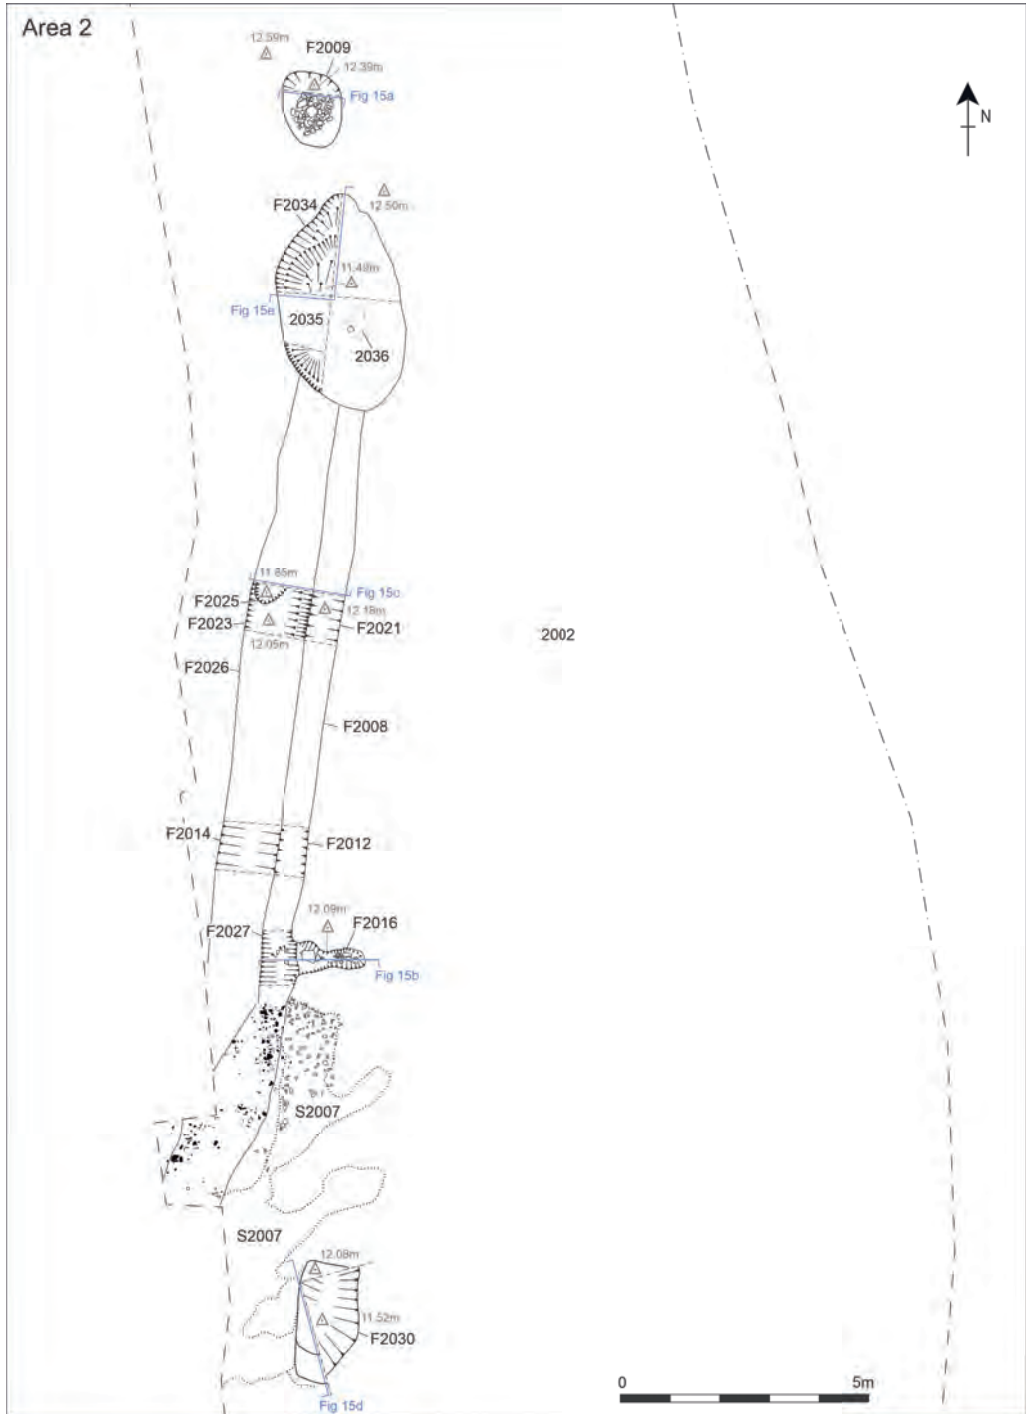 Area 2
12.59m
F2009
12.39m
Fig 15a
N
F2034
12.50m
11.48m
Fig 15e
2035
2036
11.85m
Fig 15c
F2025
12.18m
F2023
F2021
12.05m
2002
F2026
F2008
F2014
F2012
12.09m
F2016
F2027
Fig 15b
S2007
S2007
12.08m
11.52m
F2030
0
5m
Fig 15d